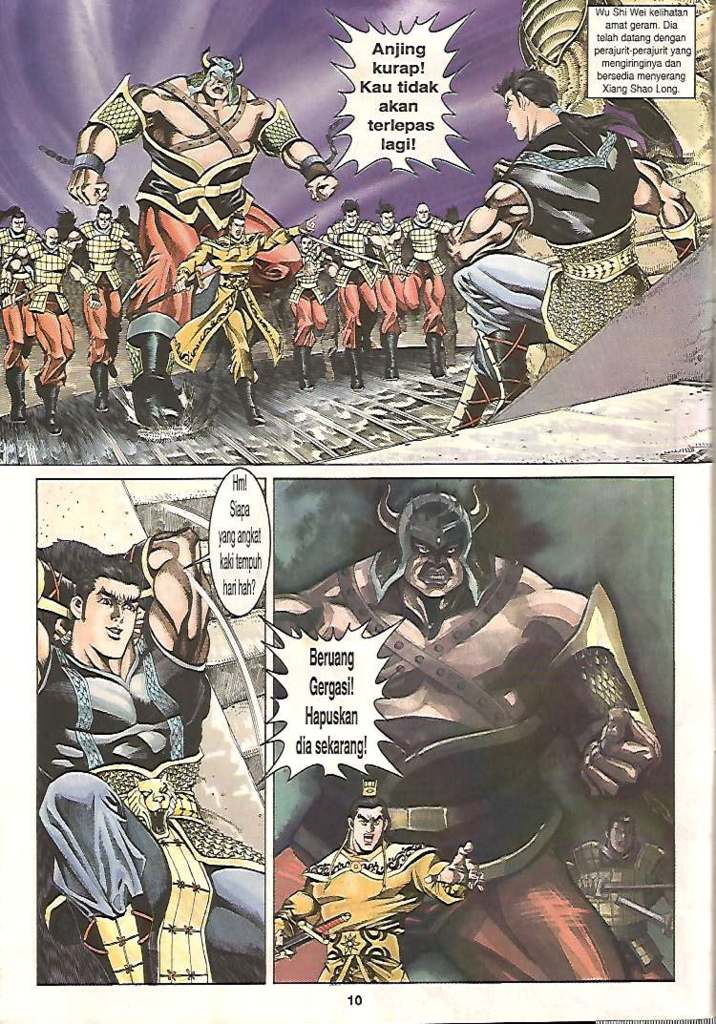 Wu Shi Wei kelihatan
amat geram. Dia
telah datang dengan
perajurit-perajurit yang
mengiringinya dan
bersedia menyerang
Xiang Shao Long.
Anjing
kurap!
Kau tidak
akan
terlepas
lagi!
Hm!
Siapa
yang angkat
kaki tempuh
hari hah?
Beruang
Gergasi!
Hapuskan
dia sekarang!
10